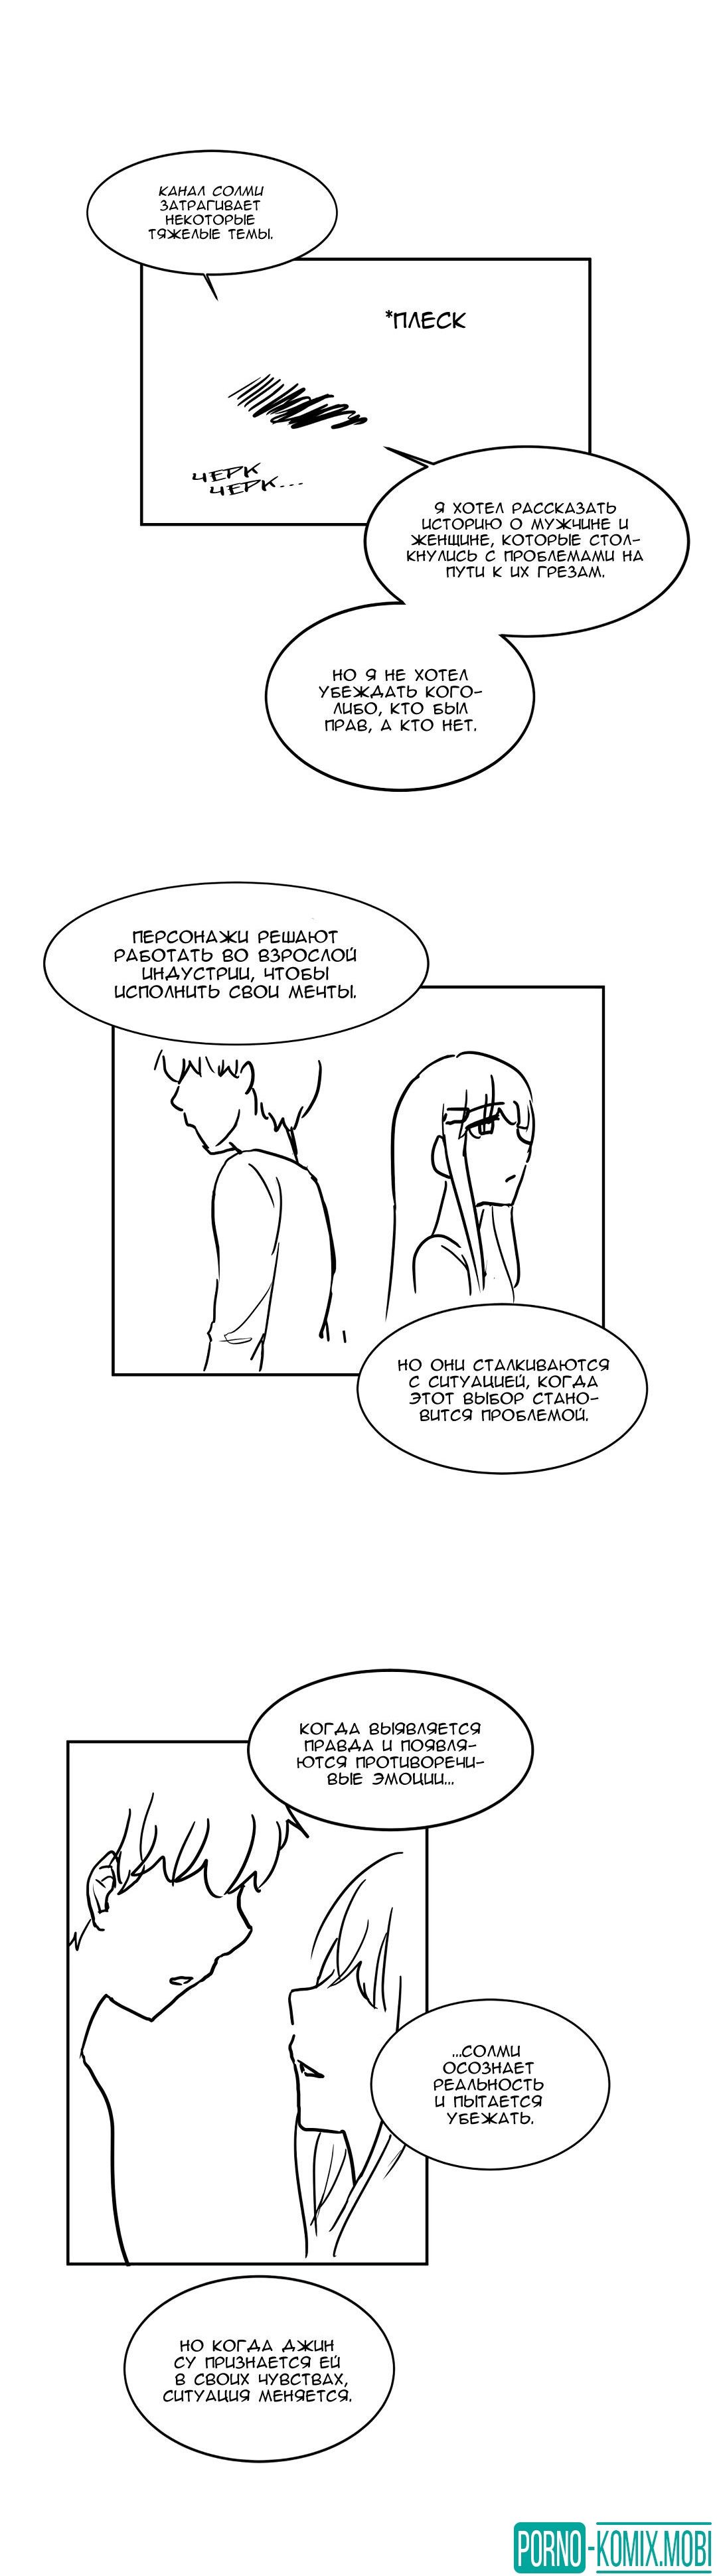 КАНАЛ СОЛМИ
ЗАТРАГИВАЕТ
НЕКОТОРЫЕ
ТЯЖЕЛЫЕ ТЕМЫ.
*ПЛЕСК
ЧЕРК
ЧЕРК...
Я ХОТЕЛ РАССКАЗАТЬ
ИСТОРИЮ О МУЖЧИНЕ И
ЖЕНЩИНЕ, КОТОРЫЕ СТОЛ-
КНУЛИСЬ С ПРОБЛЕМАМИ НА
ПУТИ К ИХ ГРЕЗАМ.
НО Я НЕ ХОТЕЛ
УБЕЖДАТЬ КОГО-
ЛИБО, КТО БЫЛ
ПРАВ, А КТО НЕТ.
ПЕРСОНАЖИ РЕШАЮТ
РАБОТАТЬ ВО ВЗРОСЛОЙ
ИНДУСТРИИ, ЧТОБЫ
ИСПОЛНИТЬ СВОИ МЕЧТЫ.
НО ОНИ СТАЛКИВАЮТСЯ
С СИТУАЦИЕЙ, КОГДА
ЭТОТ ВЫБОР СТАНО-
ВИТСЯ ПРОБЛЕМОЙ.
КОГДА ВЫЯВЛЯЕТСЯ
ПРАВДА И ПОЯВЛЯ-
ЮТСЯ ПРОТИВОРЕЧИ-
ВЫЕ ЭМОЦИИ...
...СОЛМИ
ОСОЗНАЕТ
РЕАЛЬНОСТЬ
И ПЫТАЕТСЯ
УБЕЖАТЬ.
НО КОГДА ДЖИН
СУ ПРИЗНАЕТСЯ ЕЙ
В СВОИХ ЧУВСТВАХ,
СИТУАЦИЯ МЕНЯЕТСЯ.
PORNO-KOMIX.MOBI